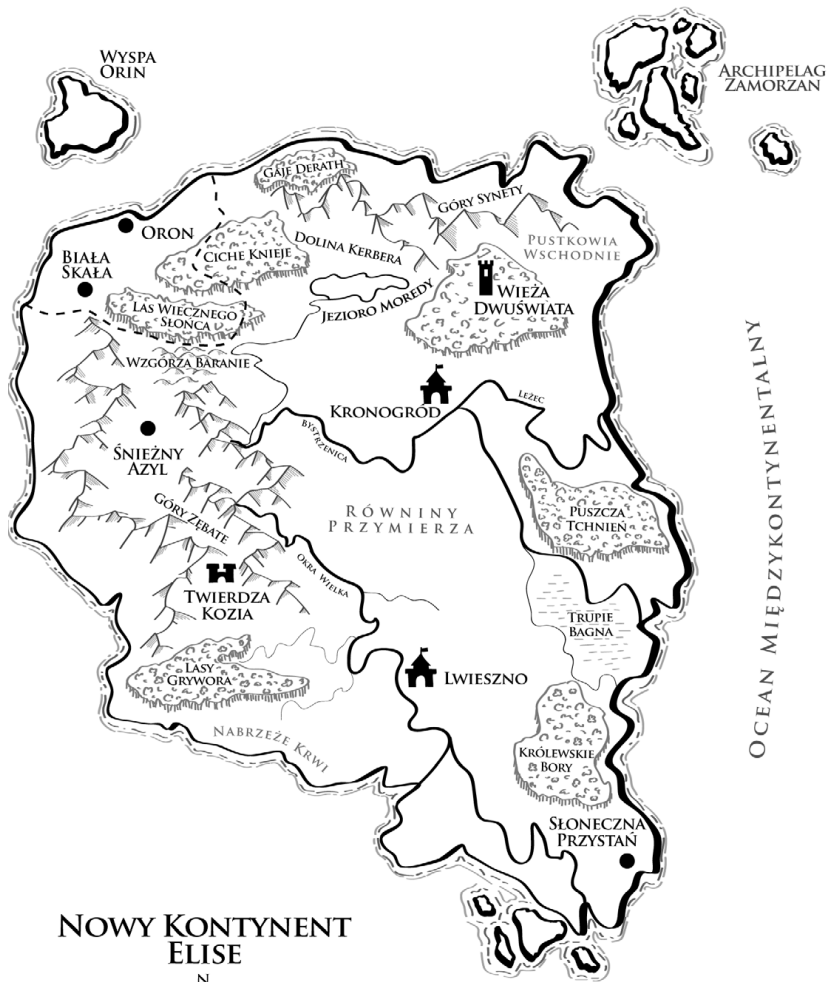 WYSPA
ORIN
ARCHIPELAG
ZAMORZAN
GAJE DERATH
GÓRY SYNETY
ORON
CICHE KNIEJE
DOLINA KERBERA
PUSTKOWIA
WSCHODNIE
BIAŁA
SKAŁA
JEZIORO MOREDY
WIEŻA
DWUŚWIATA
LAS WIECZNEGO
SŁOŃCA
WZGÓRZA BARANIE
KRONOGRÓD
LEŻEC
BYSTRZENICA
ŚNIEŻNY
AZYL
GÓRY ZĘBATE
RÓWNINY
PRZYMIERZA
PUSZCZA
TCHNIEŃ
OCEAN MIĘDZYKONTYNENTALNY
OKRA WIELKA
TWIERDZA
KOZIA
TRUPIE
BAGNA
LASY
GRYWORA
LWIESZNO
NABRZEŻE KRWI
KRÓLEWSKIE
BORY
SŁONECZNA
PRZYSTAŃ
NOWY KONTYNENT
ELISE
N